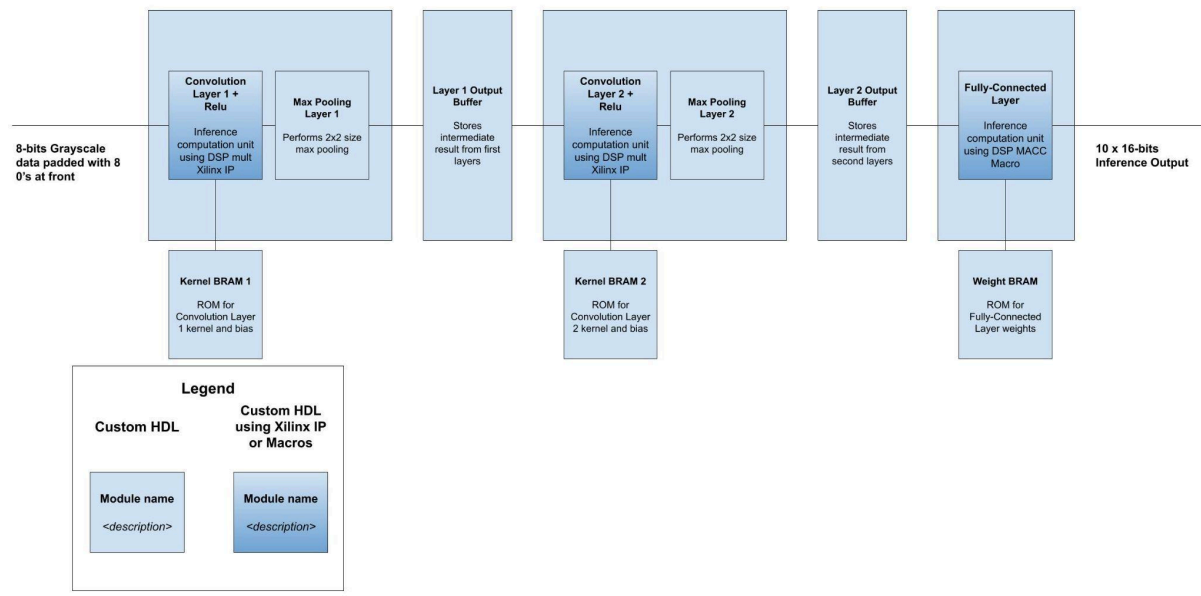 8-bits Grayscale
data padded with 8
0's at front
Convolution
Layer 1 +
Relu
Inference
computation unit
using DSP mult
Xilinx IP
Max Pooling
Layer 1
Performs 2x2 size
max pooling
Layer 1 Output
Buffer
Stores
intermediate
result from first
layers
Convolution
Layer 2 +
Relu
Inference
computation unit
using DSP mult
Xilinx IP
Max Pooling
Layer 2
Performs 2x2 size
max pooling
Layer 2 Output
Buffer
Stores
intermediate
result from
second layers
Fully-Connected
Layer
Inference
computation unit
using DSP MACC
Macro
10 x 16-bits
Inference Output
Kernel BRAM 1
ROM for
Convolution Layer
1 kernel and bias
Kernel BRAM 2
ROM for
Convolution Layer
2 kernel and bias
Weight BRAM
ROM for
Fully-Connected
Layer weights
Legend
Custom HDL
Custom HDL
using Xilinx IP
or Macros
Module name
<description>
Module name
<description>